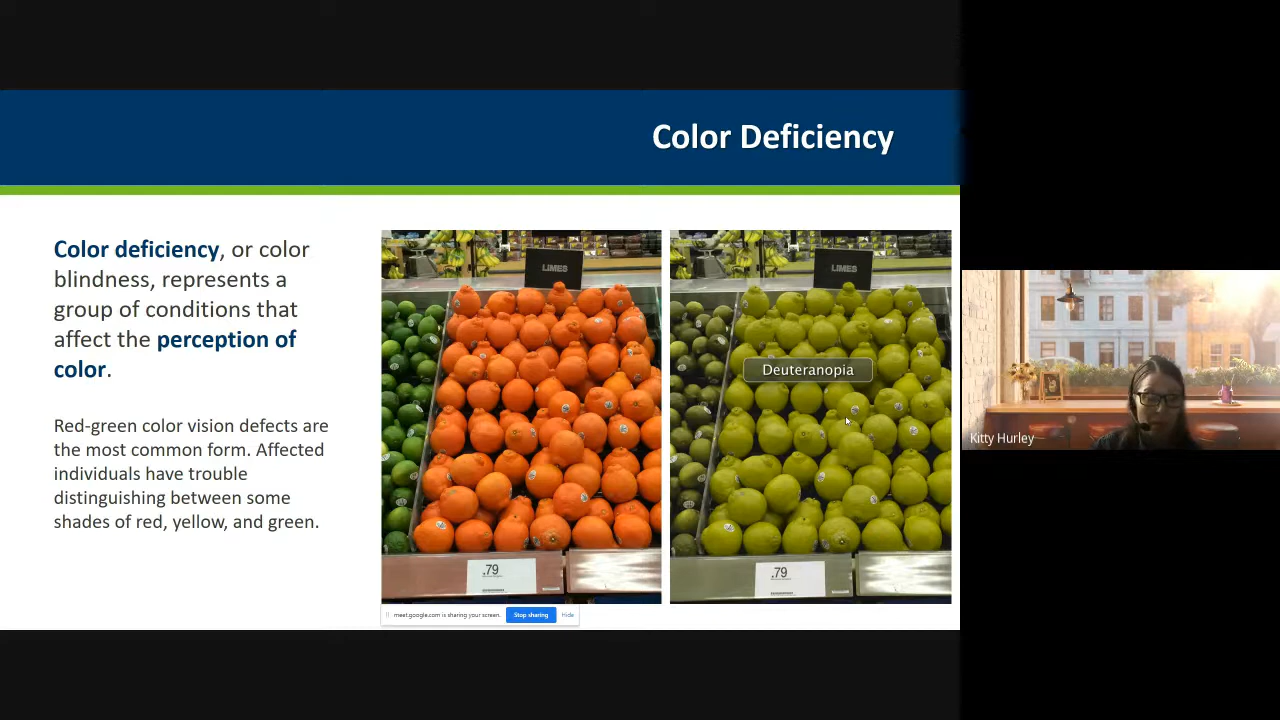 Color Deficiency
Color deficiency, or color
blindness, represents a
group of conditions that
affect the perception of
color.
Red-green color vision defects are
the most common form. Affected
individuals have trouble
distinguishing between some
shades of red, yellow, and green.
LIMES
.79
LIMES
Deuteranopia
.79
meet.google.com is sharing your screen.
Stop sharing
Hide
Kitty Hurley